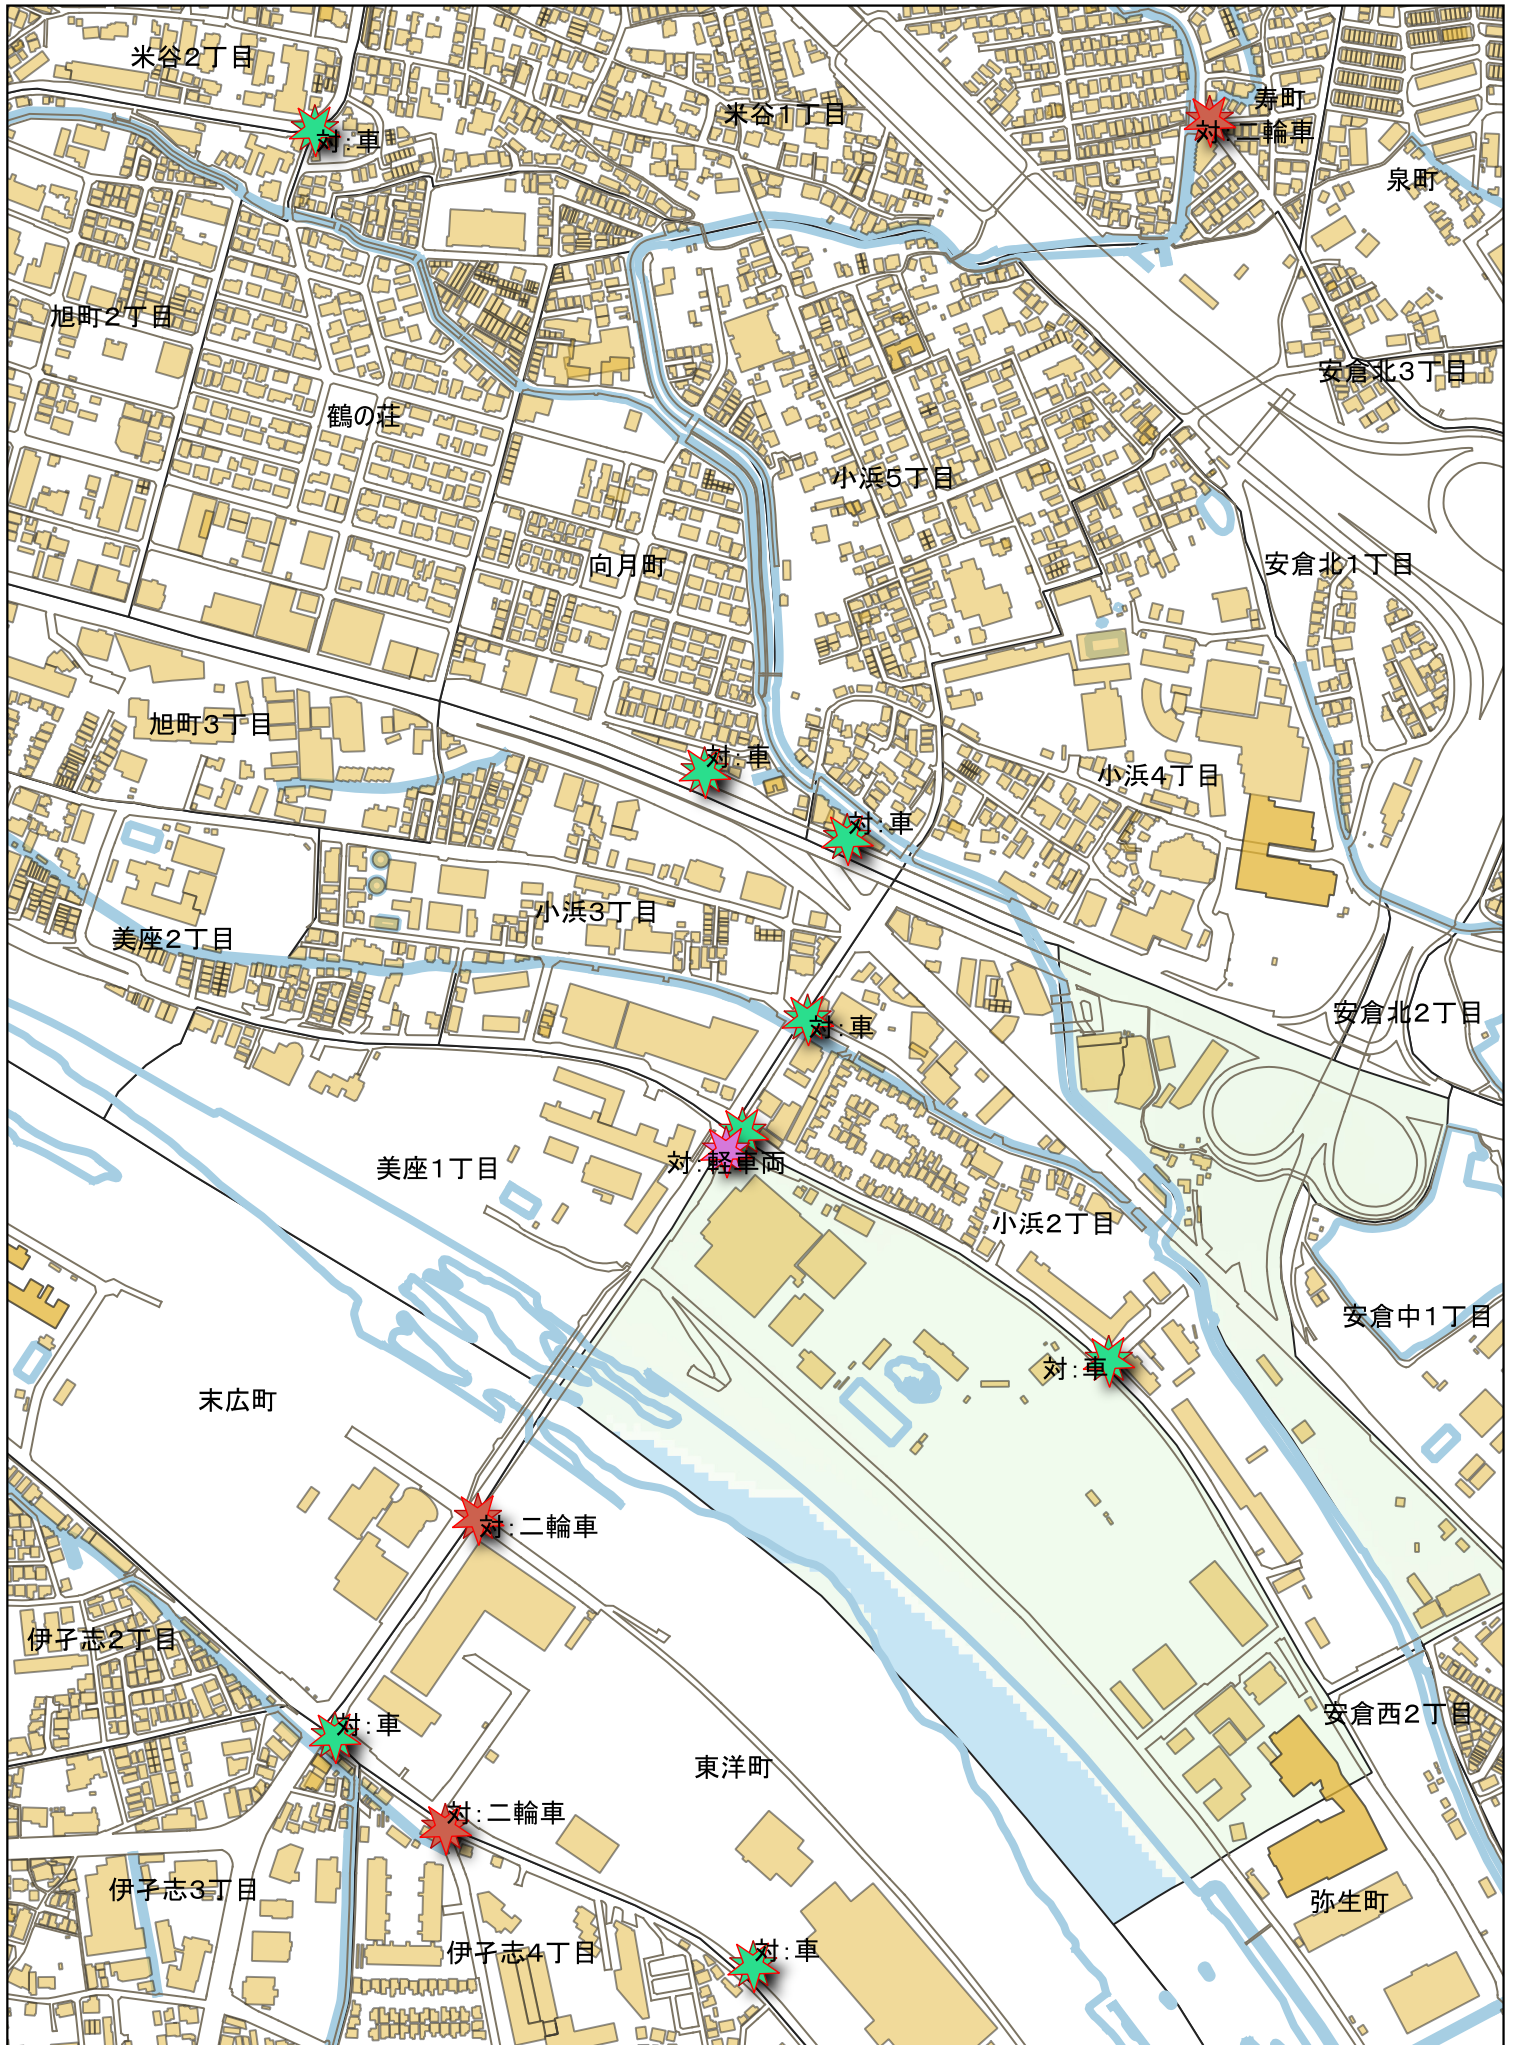 米谷2丁目
米谷1丁目
寿町
対:二輪車
対:車
泉町
旭町2丁目
安倉北3丁目
鶴の荘
小浜5丁目
向月町
安倉北1丁目
旭町3丁目
対:車
小浜4丁目
対:車
小浜3丁目
美座2丁目
安倉北2丁目
対:車
対:軽車両
美座1丁目
小浜2丁目
安倉中1丁目
対:車
末広町
対:二輪車
伊孑志2丁目
安倉西2丁目
対:車
東洋町
対:二輪車
伊孑志3丁目
弥生町
伊孑志4丁目
対:車